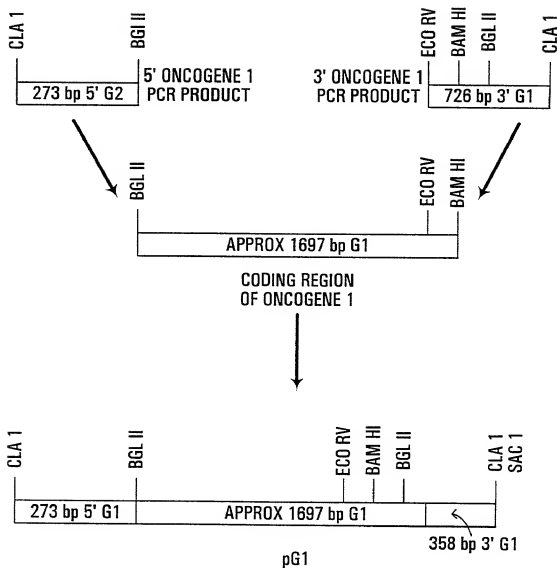 CLA 1
BGl II
273 bp 5' G2
5' ONCOGENE 1
PCR PRODUCT
3' ONCOGENE 1
PCR PRODUCT
ECO RV
BAM HI
BGL II
CLA 1
726 bp 3' G1
BGL II
ECO RV
BAM HI
APPROX 1697 bp G1
CODING REGION
OF ONCOGENE 1
CLA 1
BGL II
ECO RV
BAM HI
BGL II
CLA 1
SAC 1
273 bp 5' G1
APPROX 1697 bp G1
358 bp 3' G1
pG1